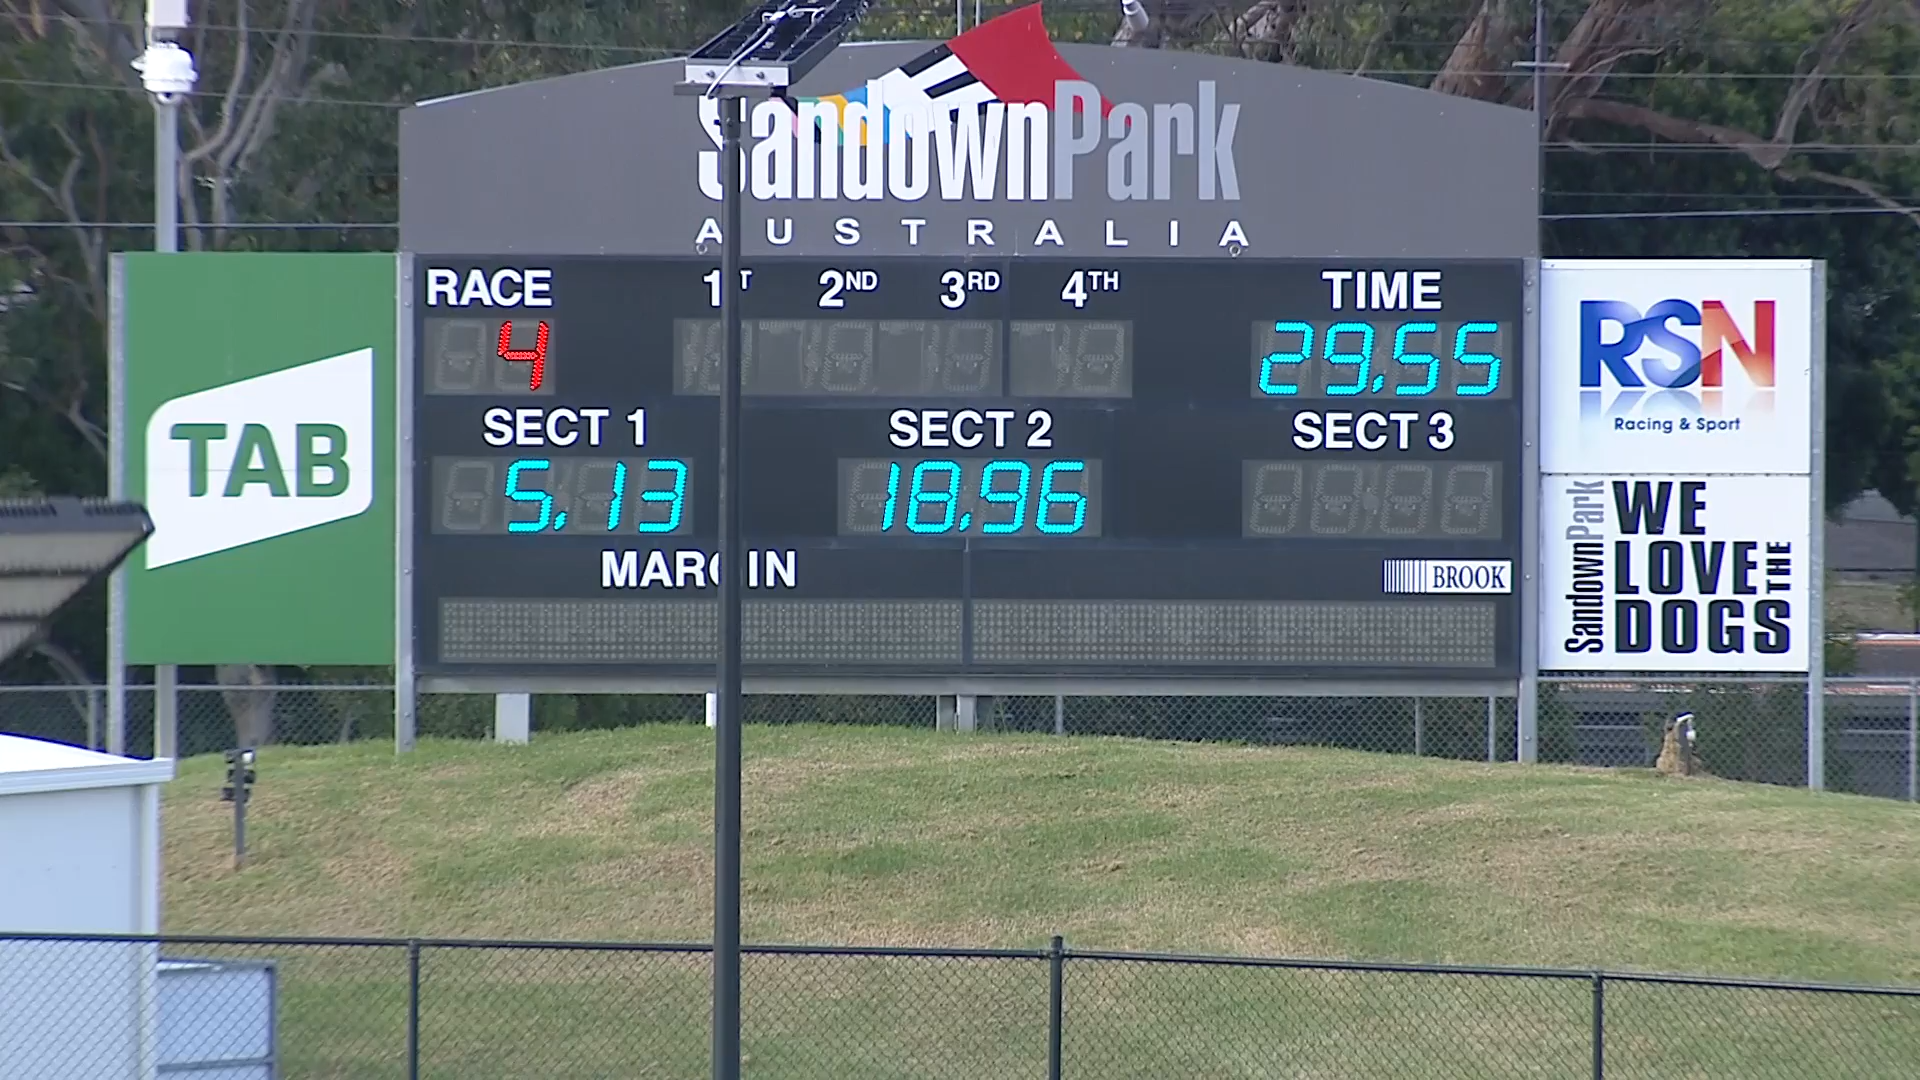 SandownPark
AUSTRALIA
RACE 1ST 2ND 3RD 4TH TIME
4 29.55
SECT 1 SECT 2 SECT 3
5.13 18.96
MARGIN
BROOK
TAB
RSN
Racing & Sport
SandownPark
WE
LOVE THE
DOGS